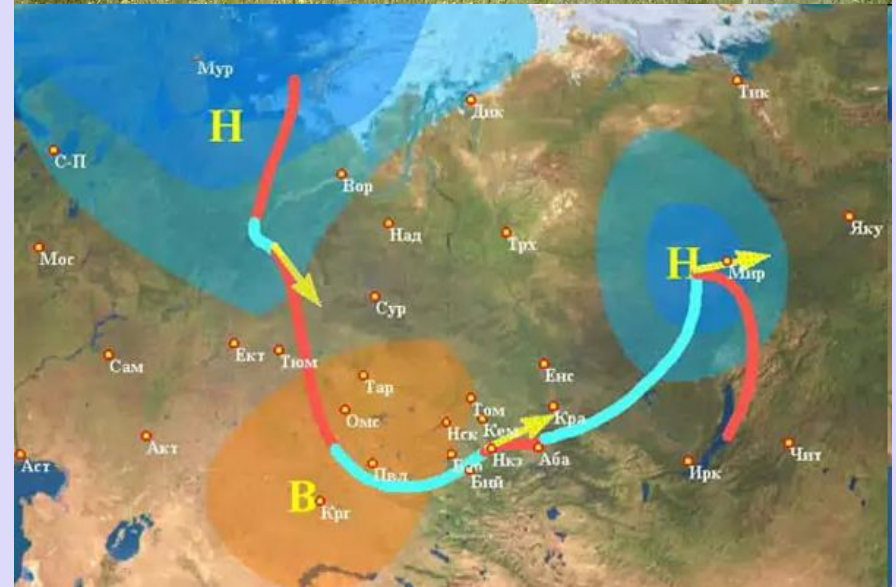 Мур
Тик
Дик
Н
С-П
Вор
Яку
Над
Трх
Мос
Н
Мир
Сур
Ект
Тюм
Сам
Енс
Тар
Том
Кра
Омс
Нск
Кем
Акт
Чит
Аст
Нкз
Аба
Пвл
Бий
Ирк
В
Крг